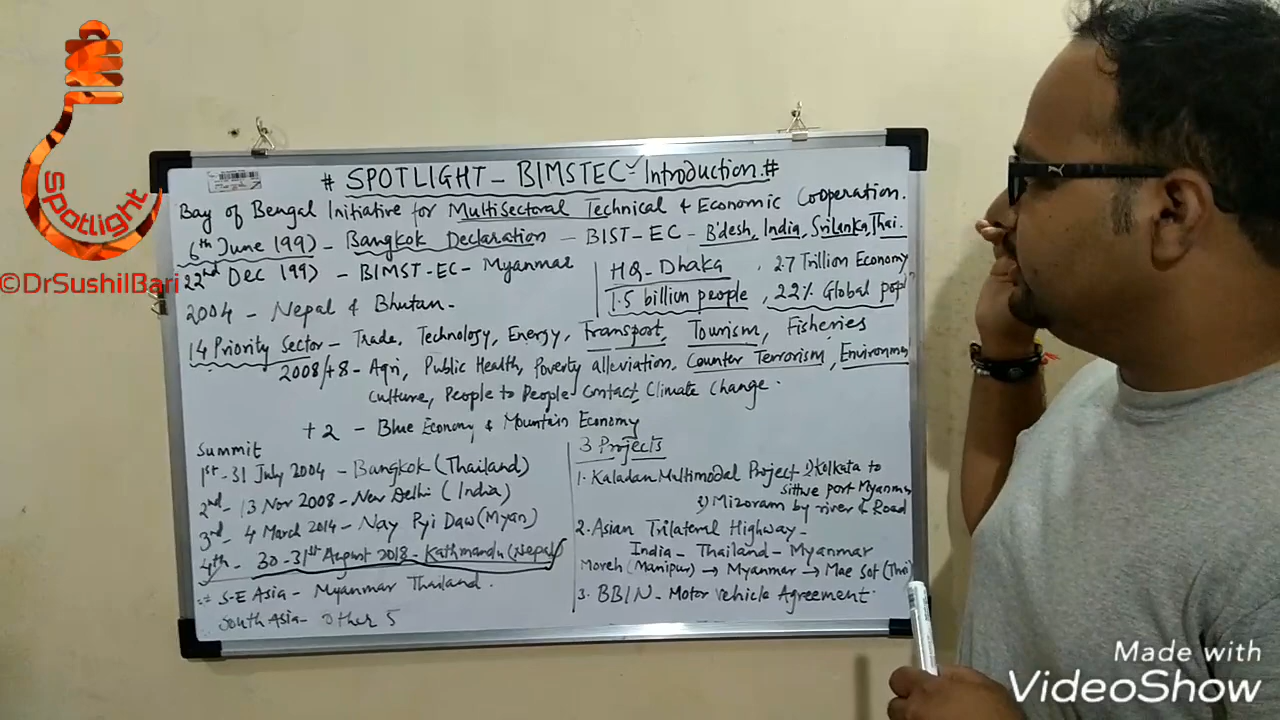 # SPOTLIGHT - BIMSTEC - Introduction #
Bay of Bengal Initiative for MultiSectoral Technical & Economic Cooperation.
6th June 1997 - Bangkok Declaration - BIST-EC - B'desh, India, SriLanka, Thai.
22nd Dec 1997 - BIMST-EC - Myanmar
2004 - Nepal & Bhutan -
HQ - Dhaka , 2.7 Trillion Economy
1.5 billion people , 22% Global popl
14 Priority Sector - Trade, Technology, Energy, Transport, Tourism, Fisheries
2008/+8 - Agri, Public Health, Poverty alleviation, Counter Terrorism, Environmen
Culture, People to People Contact, Climate Change.
+2 - Blue Economy & Mountain Economy
Summit
1st - 31 July 2004 - Bangkok (Thailand)
2nd - 13 Nov 2008 - New Delhi (India)
3rd - 4 March 2014 - Nay Pyi Daw (Myan)
4th - 30-31st August 2018 - Kathmandu (Nepal)
S-E Asia - Myanmar Thailand.
South Asia - Other 5
3 Projects
1. Kaladan Multimodal Project 1) Kolkata to
Sittwe port Myanmar
2) Mizoram by river & Road
2. Asian Trilateral Highway -
India - Thailand - Myanmar
Moreh (Manipur) → Myanmar → Mae Sot (Thai)
3. BBIN - Motor Vehicle Agreement.
Spotlight
©DrSushilBari
PUMA
Made with
VideoShow